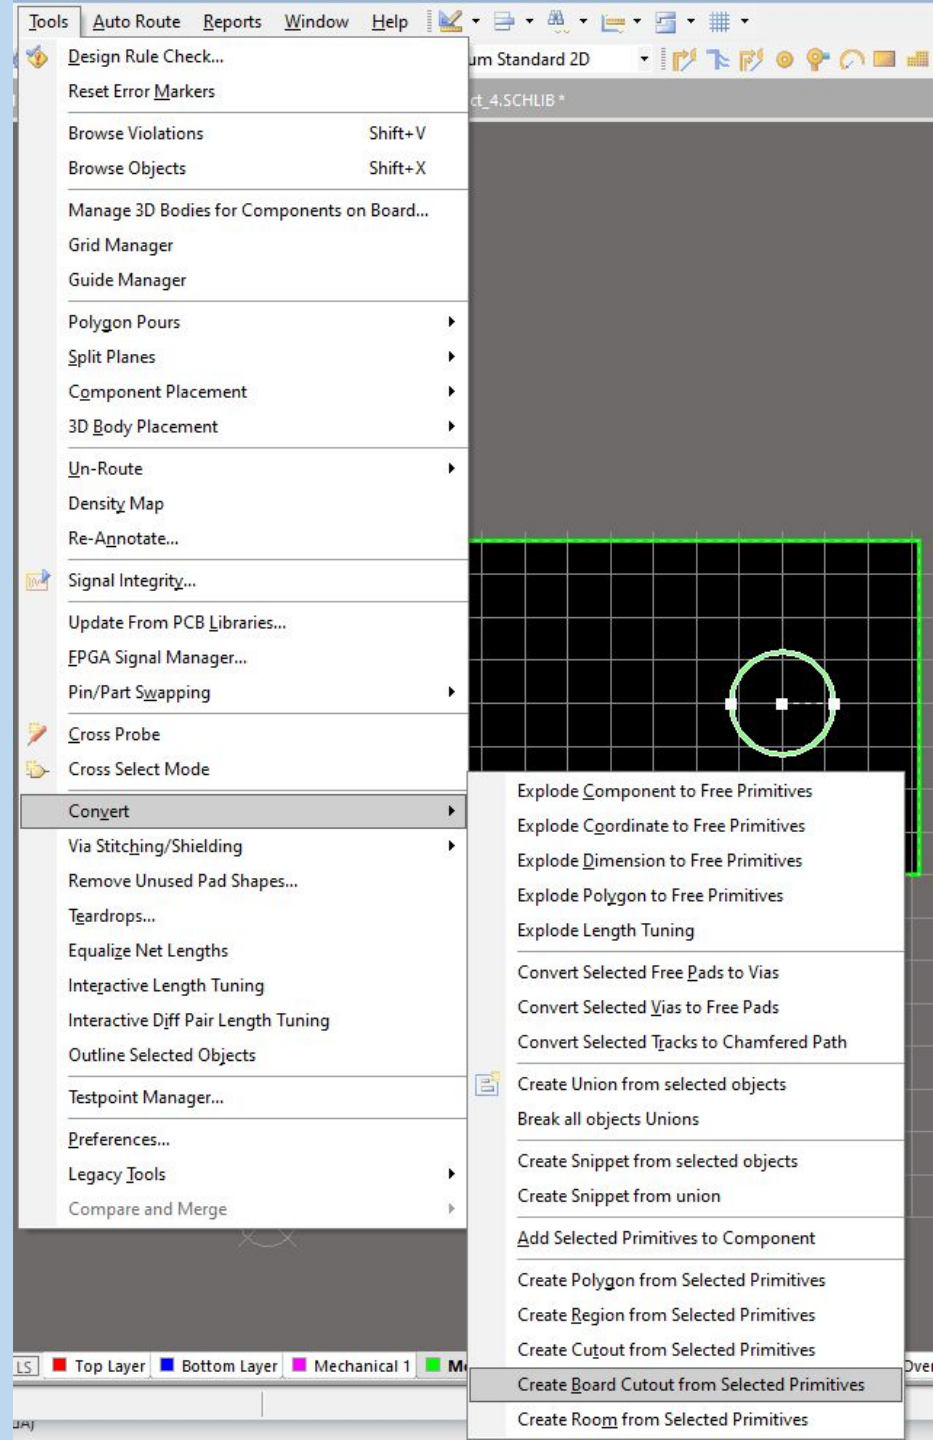 Tools Auto Route Reports Window Help
Design Rule Check...
um Standard 2D
Reset Error Markers
ct_4.SCHLIB *
Browse Violations Shift+V
Browse Objects Shift+X
Manage 3D Bodies for Components on Board...
Grid Manager
Guide Manager
Polygon Pours
Split Planes
Component Placement
3D Body Placement
Un-Route
Density Map
Re-Annotate...
Signal Integrity...
Update From PCB Libraries...
FPGA Signal Manager...
Pin/Part Swapping
Cross Probe
Cross Select Mode
Convert
Via Stitching/Shielding
Remove Unused Pad Shapes...
Teardrops...
Equalize Net Lengths
Interactive Length Tuning
Interactive Diff Pair Length Tuning
Outline Selected Objects
Testpoint Manager...
Preferences...
Legacy Tools
Compare and Merge
Explode Component to Free Primitives
Explode Coordinate to Free Primitives
Explode Dimension to Free Primitives
Explode Polygon to Free Primitives
Explode Length Tuning
Convert Selected Free Pads to Vias
Convert Selected Vias to Free Pads
Convert Selected Tracks to Chamfered Path
Create Union from selected objects
Break all objects Unions
Create Snippet from selected objects
Create Snippet from union
Add Selected Primitives to Component
Create Polygon from Selected Primitives
Create Region from Selected Primitives
Create Cutout from Selected Primitives
Create Board Cutout from Selected Primitives
Create Room from Selected Primitives
LS Top Layer Bottom Layer Mechanical 1 Me Over